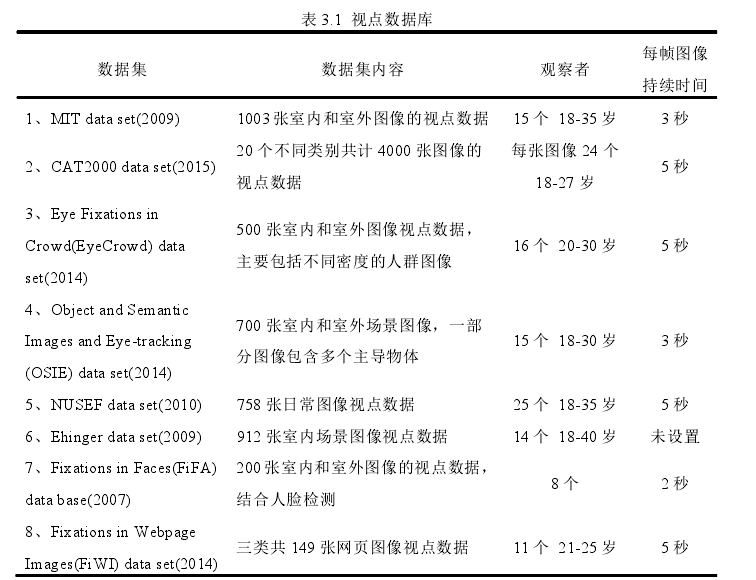 表 3.1 视点数据库
数据集 数据集内容 观察者 每帧图像
持续时间
1、MIT data set(2009) 1003 张室内和室外图像的视点数据 15 个 18-35 岁 3 秒
2、CAT2000 data set(2015) 20 个不同类别共计 4000 张图像的
视点数据 每张图像 24 个
18-27 岁 5 秒
3、Eye Fixations in
Crowd(EyeCrowd) data
set(2014) 500 张室内和室外图像视点数据，
主要包括不同密度的人群图像 16 个 20-30 岁 5 秒
4、Object and Semantic
Images and Eye-tracking
(OSIE) data set(2014) 700 张室内和室外场景图像，一部
分图像包含多个主导物体 15 个 18-30 岁 3 秒
5、NUSEF data set(2010) 758 张日常图像视点数据 25 个 18-35 岁 5 秒
6、Ehinger data set(2009) 912 张室内场景图像视点数据 14 个 18-40 岁 未设置
7、Fixations in Faces(FiFA)
data base(2007) 200 张室内和室外图像的视点数据，
结合人脸检测 8 个 2 秒
8、Fixations in Webpage
Images(FiWI) data set(2014) 三类共 149 张网页图像视点数据 11 个 21-25 岁 5 秒